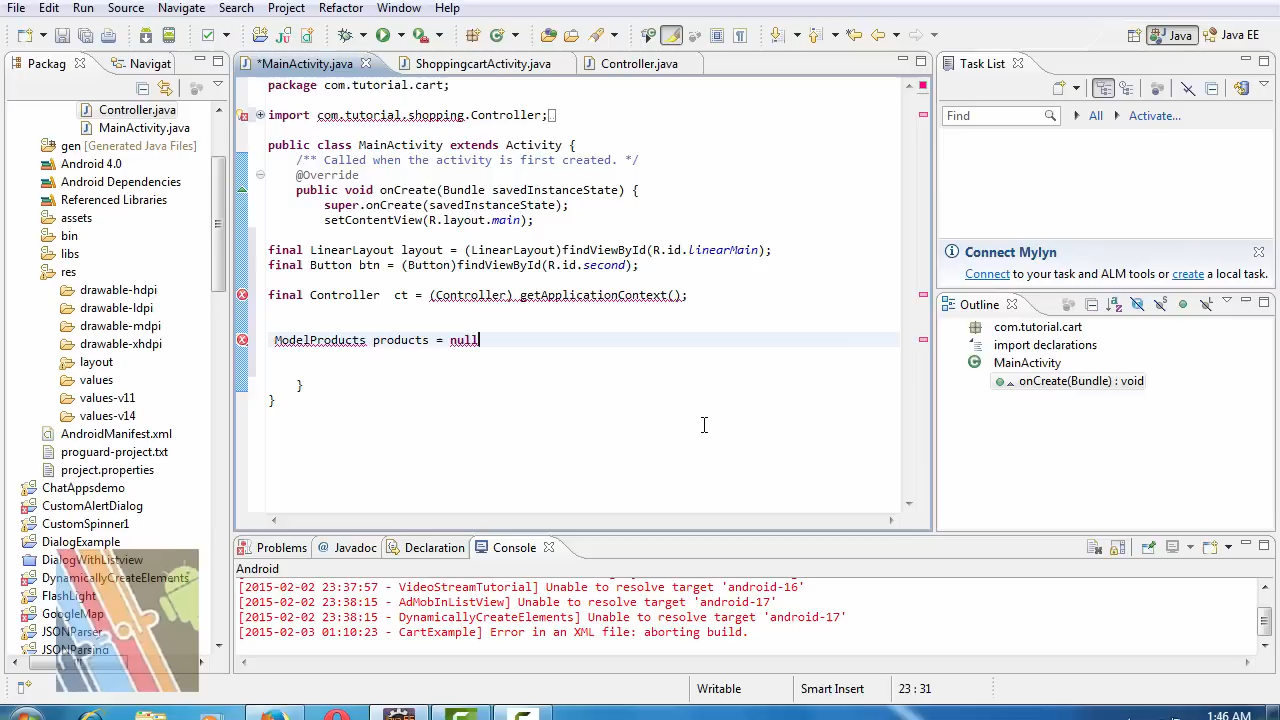 File Edit Run Source Navigate Search Project Refactor Window Help
Java Java EE
Packag Navigat
*MainActivity.java ShoppingcartActivity.java Controller.java
Task List
Controller.java
MainActivity.java
gen [Generated Java Files]
Android 4.0
Android Dependencies
Referenced Libraries
assets
bin
libs
res
drawable-hdpi
drawable-ldpi
drawable-mdpi
drawable-xhdpi
layout
values
values-v11
values-v14
AndroidManifest.xml
proguard-project.txt
project.properties
ChatAppsdemo
CustomAlertDialog
CustomSpinner1
DialogExample
DialogWithListview
DynamicallyCreateElements
FlashLight
GoogleMap
JSONParser
JSONParsing
package com.tutorial.cart;
import com.tutorial.shopping.Controller;
public class MainActivity extends Activity {
/** Called when the activity is first created. */
@Override
public void onCreate(Bundle savedInstanceState) {
super.onCreate(savedInstanceState);
setContentView(R.layout.main);
final LinearLayout layout = (LinearLayout)findViewById(R.id.linearMain);
final Button btn = (Button)findViewById(R.id.second);
final Controller ct = (Controller) getApplicationContext();
ModelProducts products = null
}
}
Find All Activate...
Connect Mylyn
Connect to your task and ALM tools or create a local task.
Outline
com.tutorial.cart
import declarations
MainActivity
onCreate(Bundle) : void
Problems Javadoc Declaration Console
Android
[2015-02-02 23:37:57 - VideoStreamTutorial] Unable to resolve target 'android-16'
[2015-02-02 23:38:15 - AdMobInListView] Unable to resolve target 'android-17'
[2015-02-02 23:38:15 - DynamicallyCreateElements] Unable to resolve target 'android-17'
[2015-02-03 01:10:23 - CartExample] Error in an XML file: aborting build.
Writable Smart Insert 23 : 31
1:46 AM